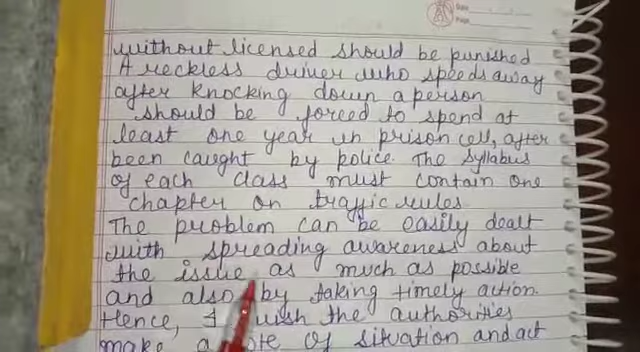 Date
Page
without licensed should be punished
A reckless driver who speeds away
after knocking down a person
should be forced to spend at
least one year in prison cell, after
been caught by police. The syllabus
of each class must contain one
chapter on traffic rules
The problem can be easily dealt
with spreading awareness about
the issue as much as possible
and also by taking timely action.
Hence, I wish the authorities
make a of situation and act